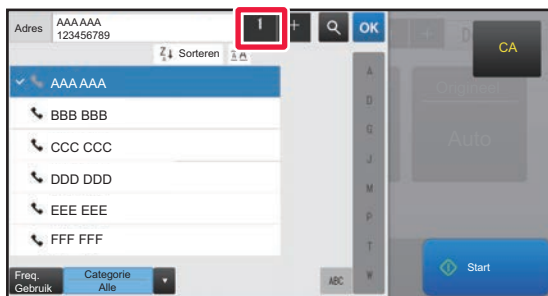 Adres
AAA AAA
123456789
1
+
OK
CA
Sorteren
AAA AAA
BBB BBB
CCC CCC
DDD DDD
EEE EEE
FFF FFF
A
D
G
J
M
P
T
W
Origineel
Auto
Freq.
Gebruik
Categorie
Alle
ABC
Start